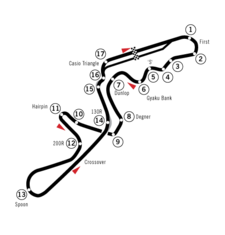 1
First
17
2
Casio Triangle
'S'
3
16
5
4
7
6
15
Dunlop
Gyaku Bank
Hairpin
11
10
130R
8
Degner
14
200R
12
9
Crossover
13
Spoon